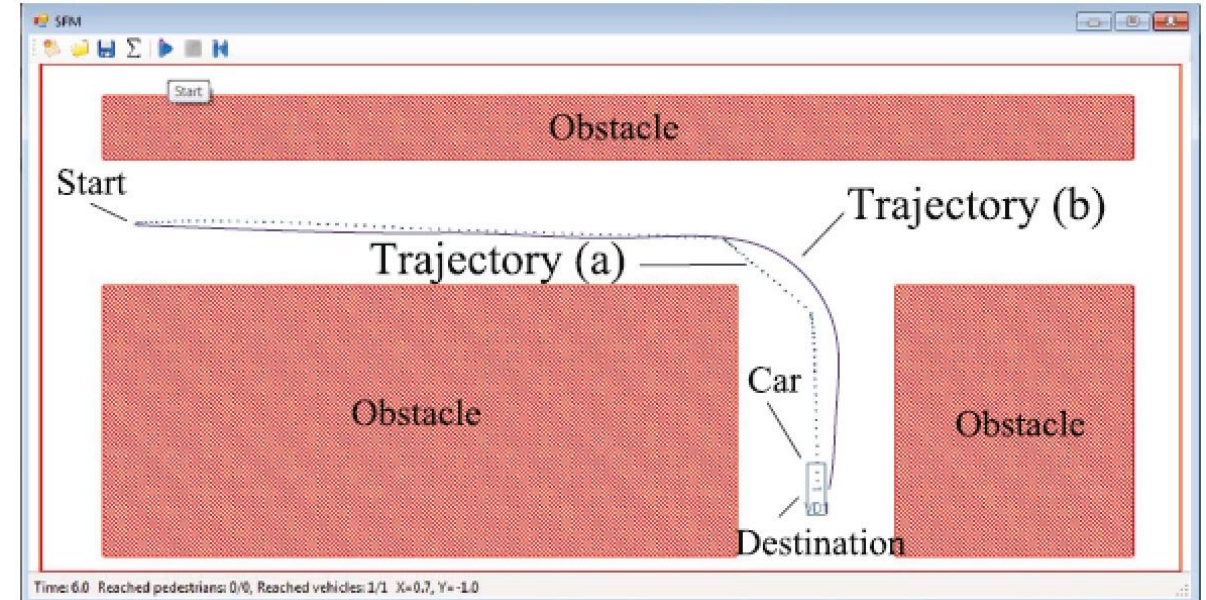 SFM
Start
Obstacle
Start
Trajectory (b)
Trajectory (a)
Car
Obstacle
Obstacle
VD1
Destination
Time: 6.0 Reached pedestrians: 0/0, Reached vehicles: 1/1 X=0.7, Y=-1.0